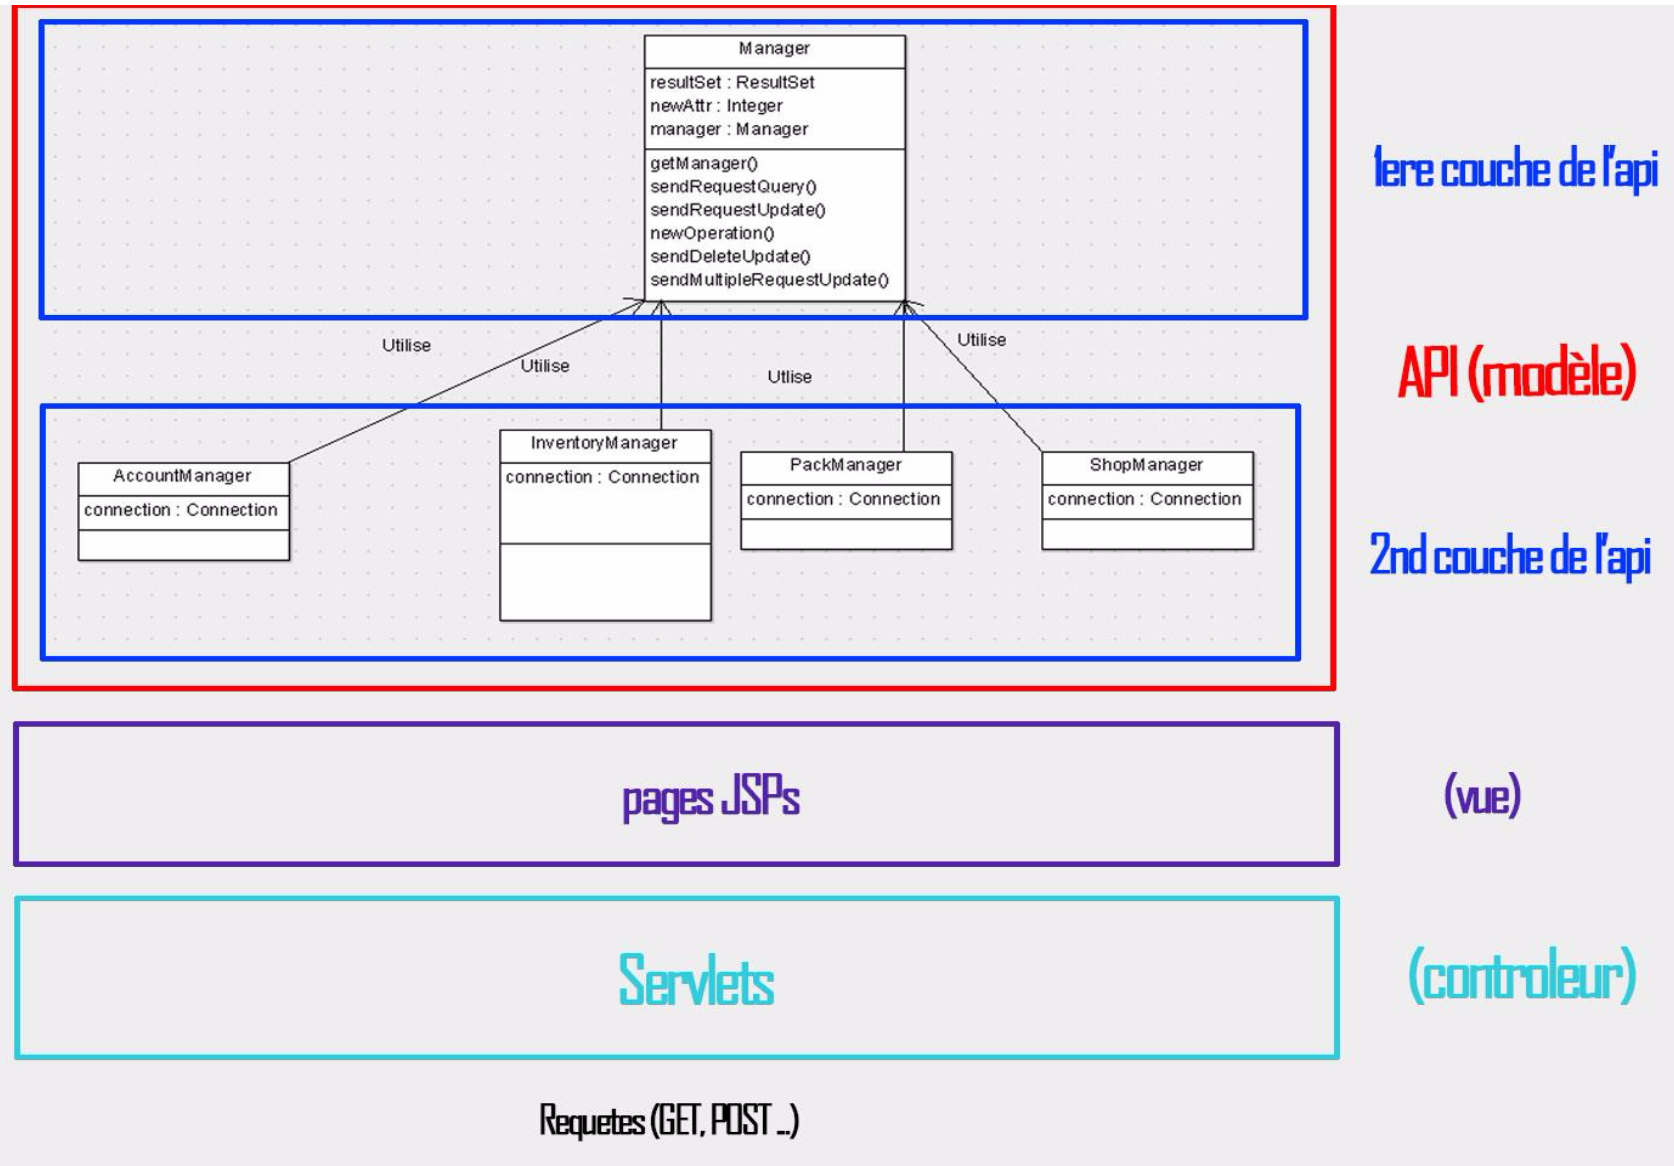 Manager
resultSet : ResultSet
newAttr : Integer
manager : Manager
getManager()
sendRequestQuery()
sendRequestUpdate()
newOperation()
sendDeleteUpdate()
sendMultipleRequestUpdate()
1ere couche de l'api
Utilise
Utilise
Utlise
Utilise
API (modèle)
AccountManager
connection : Connection
InventoryManager
connection : Connection
PackManager
connection : Connection
ShopManager
connection : Connection
2nd couche de l'api
pages JSPs
(vue)
Servlets
(controleur)
Requetes (GET, POST ...)